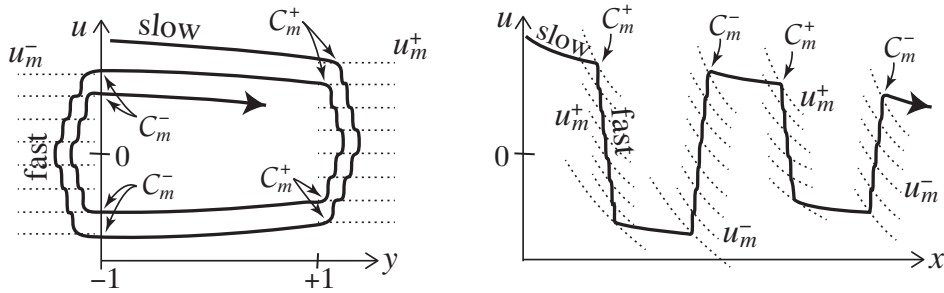 u
slow
C_m^+
u_m^-
u_m^+
C_m^-
fast
0
C_m^-
C_m^+
−1
+1
y
u
slow
C_m^+
C_m^-
C_m^+
C_m^-
u_m^+
fast
u_m^+
0
u_m^-
u_m^-
x